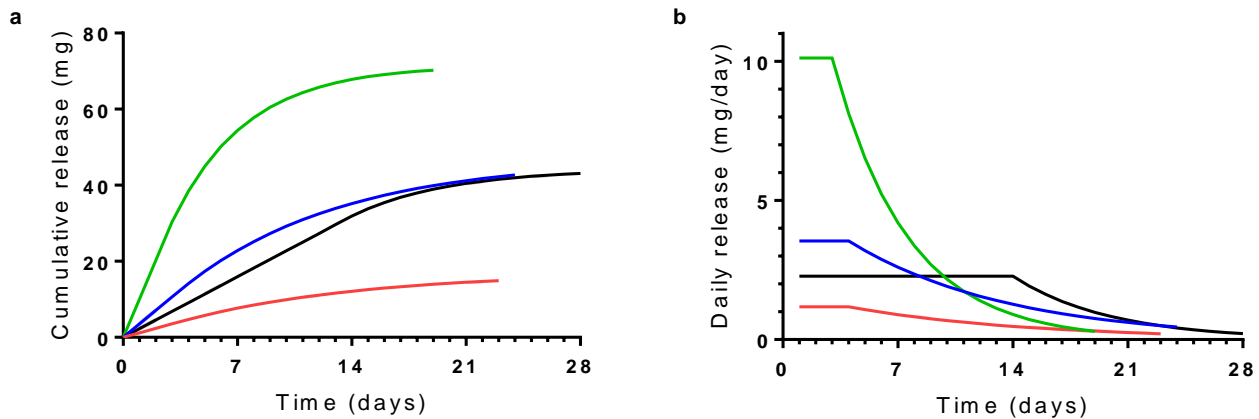 a
Cumulative release (mg)
80
60
40
20
0
0 7 14 21 28
Time (days)
b
Daily release (mg/day)
10
5
0
0 7 14 21 28
Time (days)